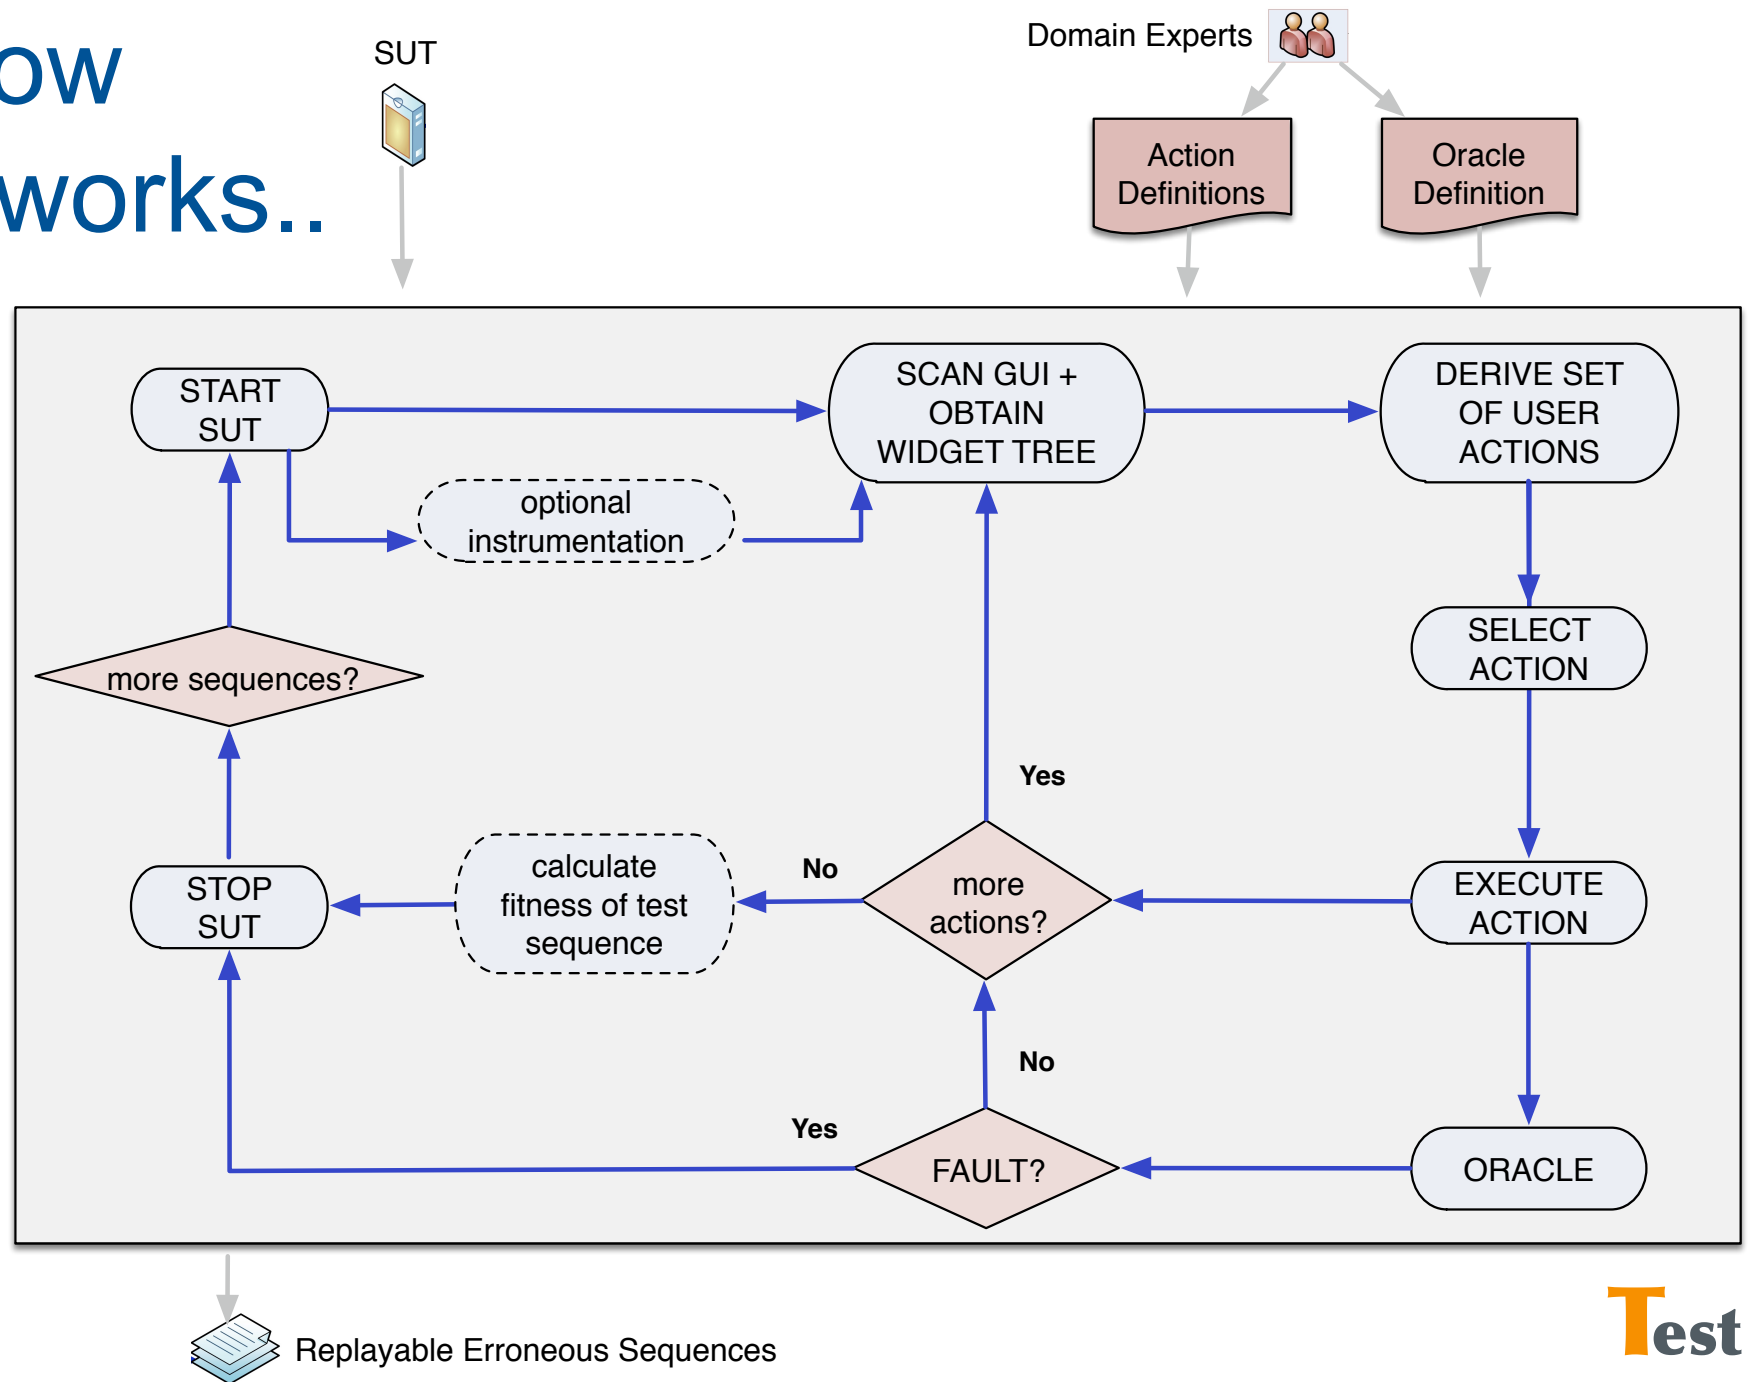 ow
works..
SUT
Domain Experts
Action
Definitions
Oracle
Definition
START
SUT
SCAN GUI +
OBTAIN
WIDGET TREE
DERIVE SET
OF USER
ACTIONS
optional
instrumentation
SELECT
ACTION
more sequences?
Yes
STOP
SUT
calculate
fitness of test
sequence
No
more
actions?
EXECUTE
ACTION
No
Yes
FAULT?
ORACLE
Replayable Erroneous Sequences
Test